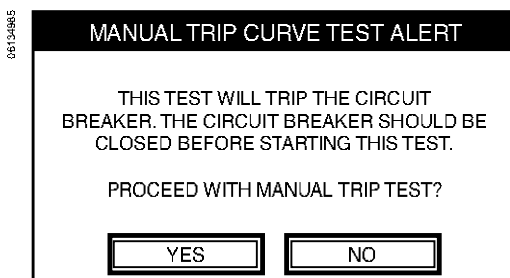 06134985
MANUAL TRIP CURVE TEST ALERT
THIS TEST WILL TRIP THE CIRCUIT
BREAKER. THE CIRCUIT BREAKER SHOULD BE
CLOSED BEFORE STARTING THIS TEST.
PROCEED WITH MANUAL TRIP TEST?
YES
NO